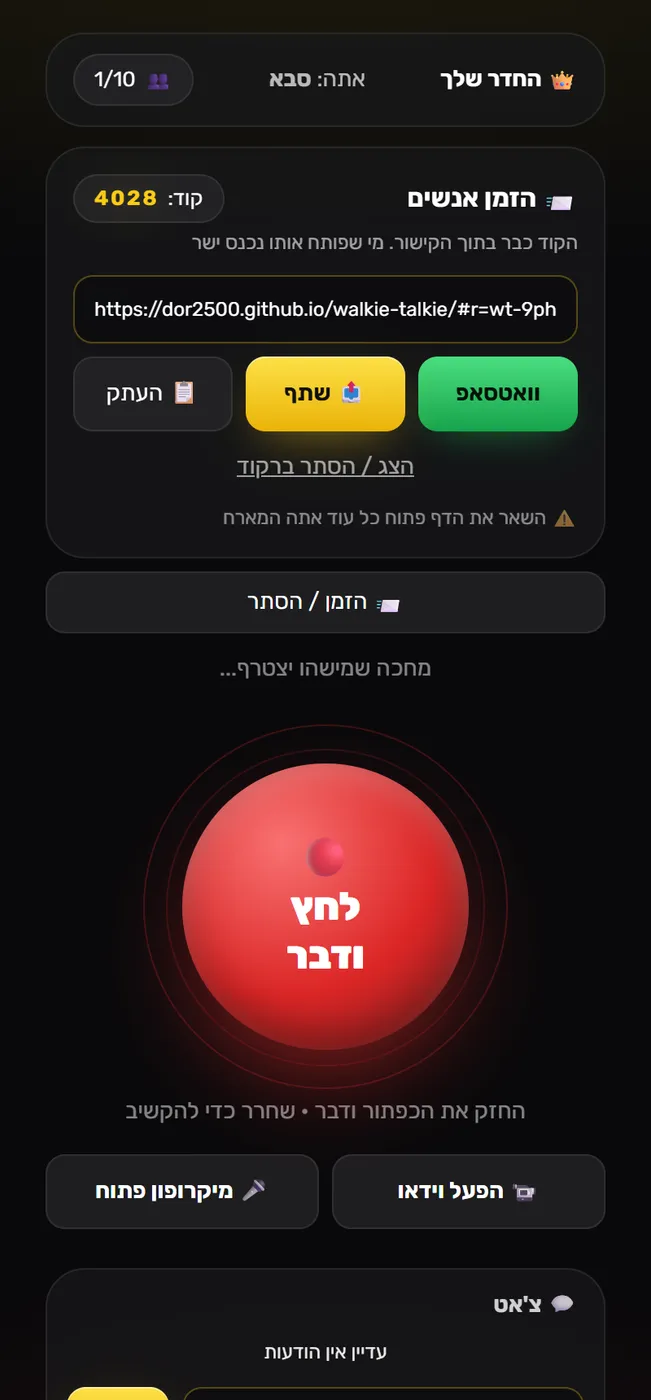 החדר שלך
אתה: סבא
1/10
הזמן אנשים
קוד: 4028
הקוד כבר בתוך הקישור. מי שפותח אותו נכנס ישר
https://dor2500.github.io/walkie-talkie/#r=wt-9ph
וואטסאפ
שתף
העתק
הצג / הסתר ברקוד
השאר את הדף פתוח כל עוד אתה המארח
הזמן / הסתר
מחכה שמישהו יצטרף...
לחץ
ודבר
החזק את הכפתור ודבר • שחרר כדי להקשיב
הפעל וידאו
מיקרופון פתוח
צ'אט
עדיין אין הודעות